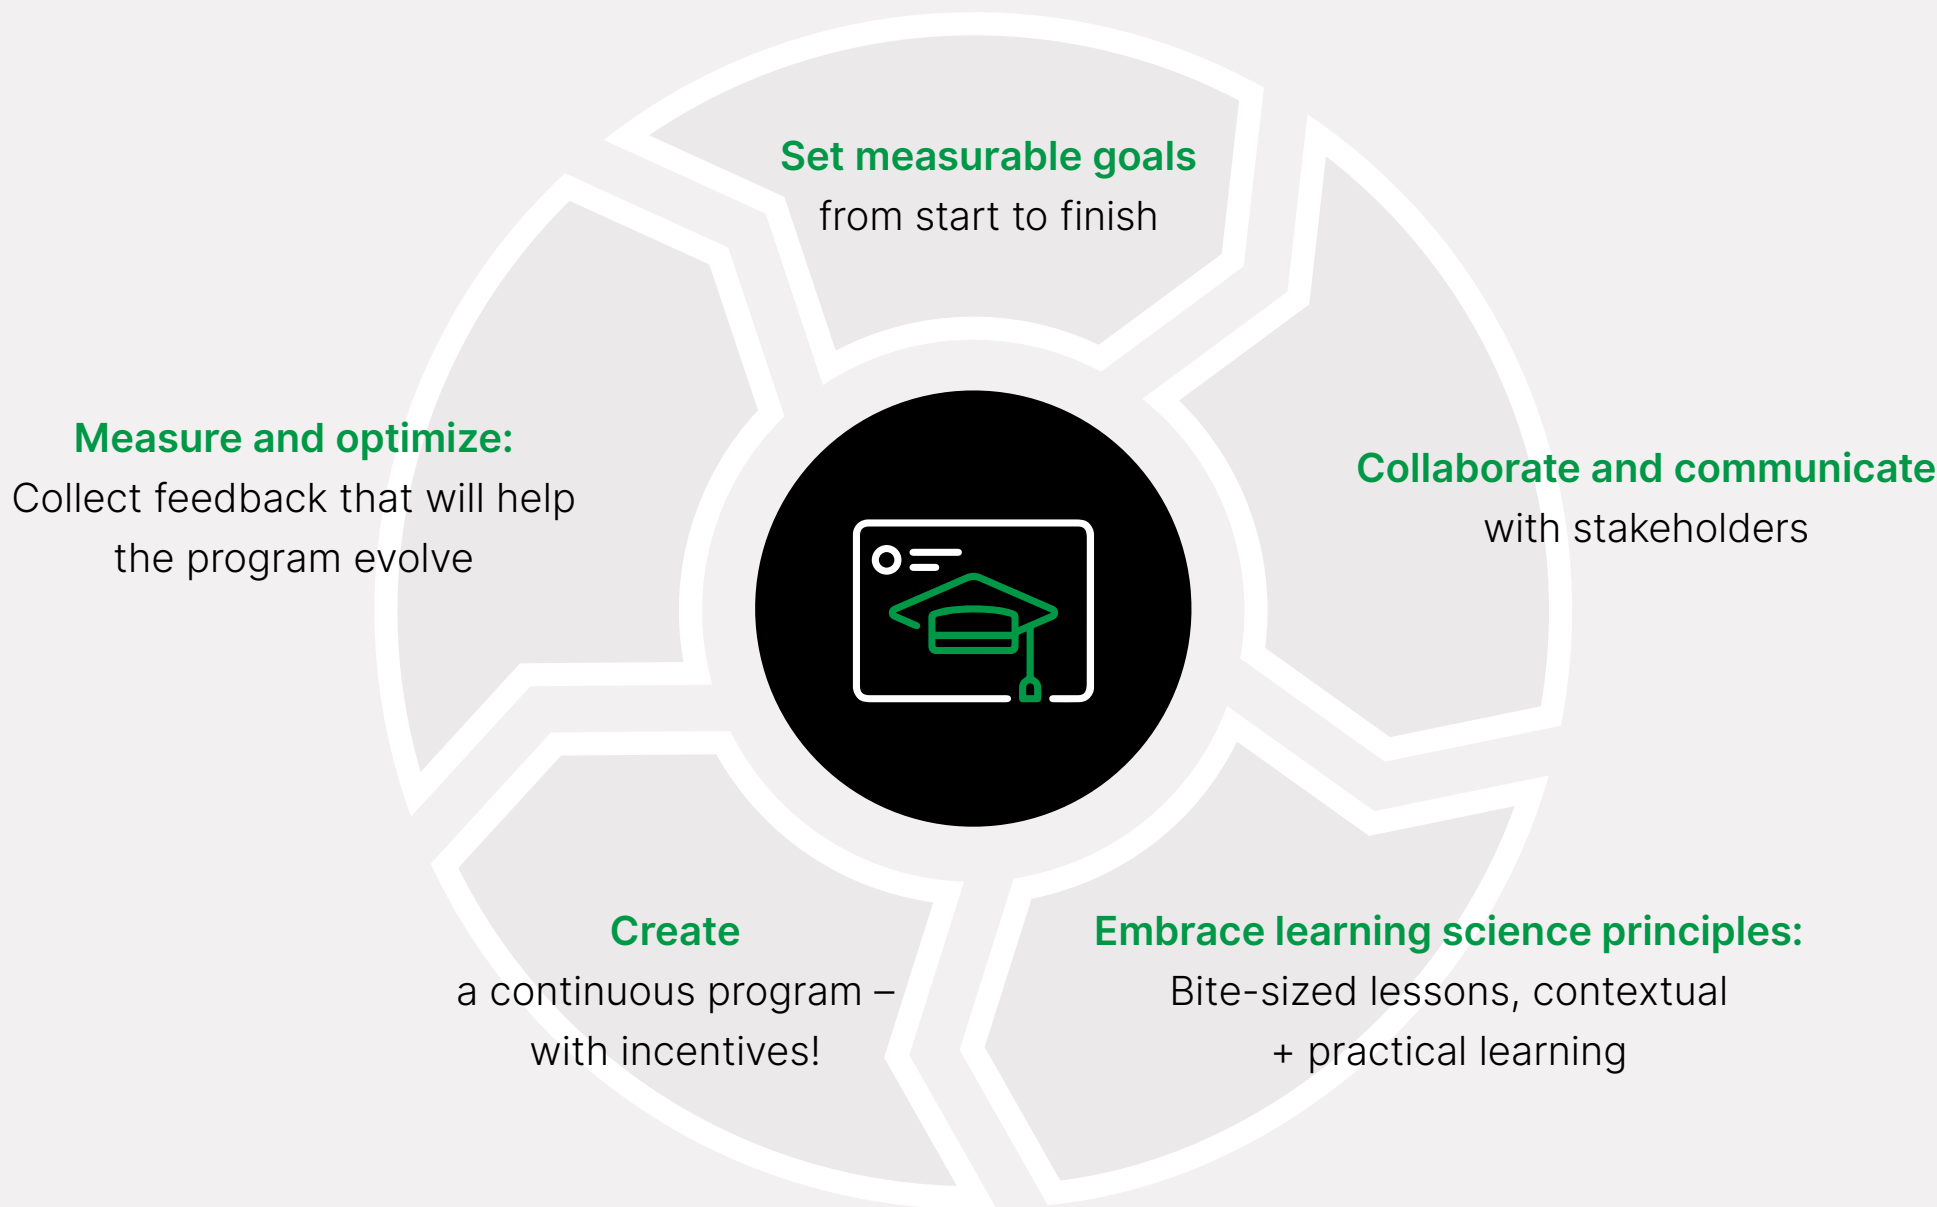 Set measurable goals
from start to finish
Collaborate and communicate
with stakeholders
Embrace learning science principles:
Bite-sized lessons, contextual
+ practical learning
Create
a continuous program –
with incentives!
Measure and optimize:
Collect feedback that will help
the program evolve